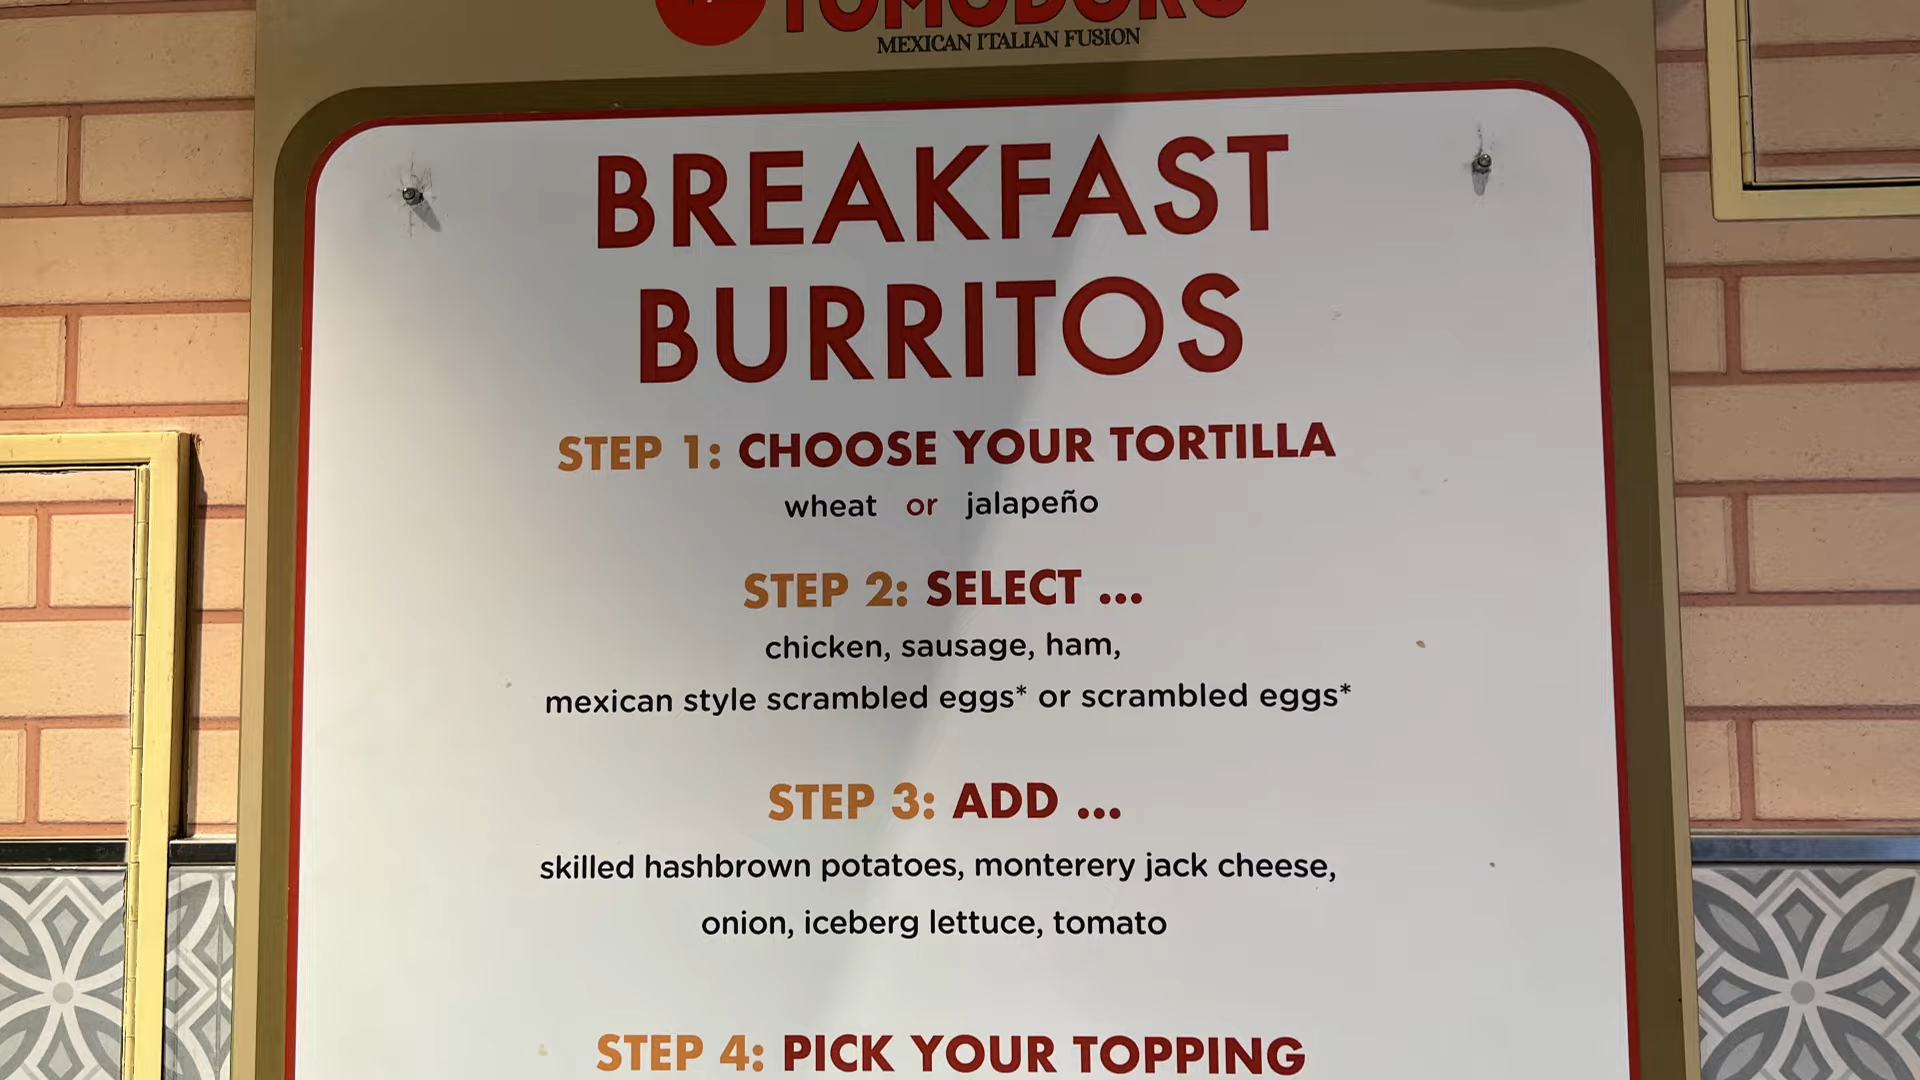 TOMODORO
MEXICAN ITALIAN FUSION
BREAKFAST
BURRITOS
STEP 1: CHOOSE YOUR TORTILLA
wheat or jalapeño
STEP 2: SELECT ...
chicken, sausage, ham,
mexican style scrambled eggs* or scrambled eggs*
STEP 3: ADD ...
skilled hashbrown potatoes, monterery jack cheese,
onion, iceberg lettuce, tomato
STEP 4: PICK YOUR TOPPING